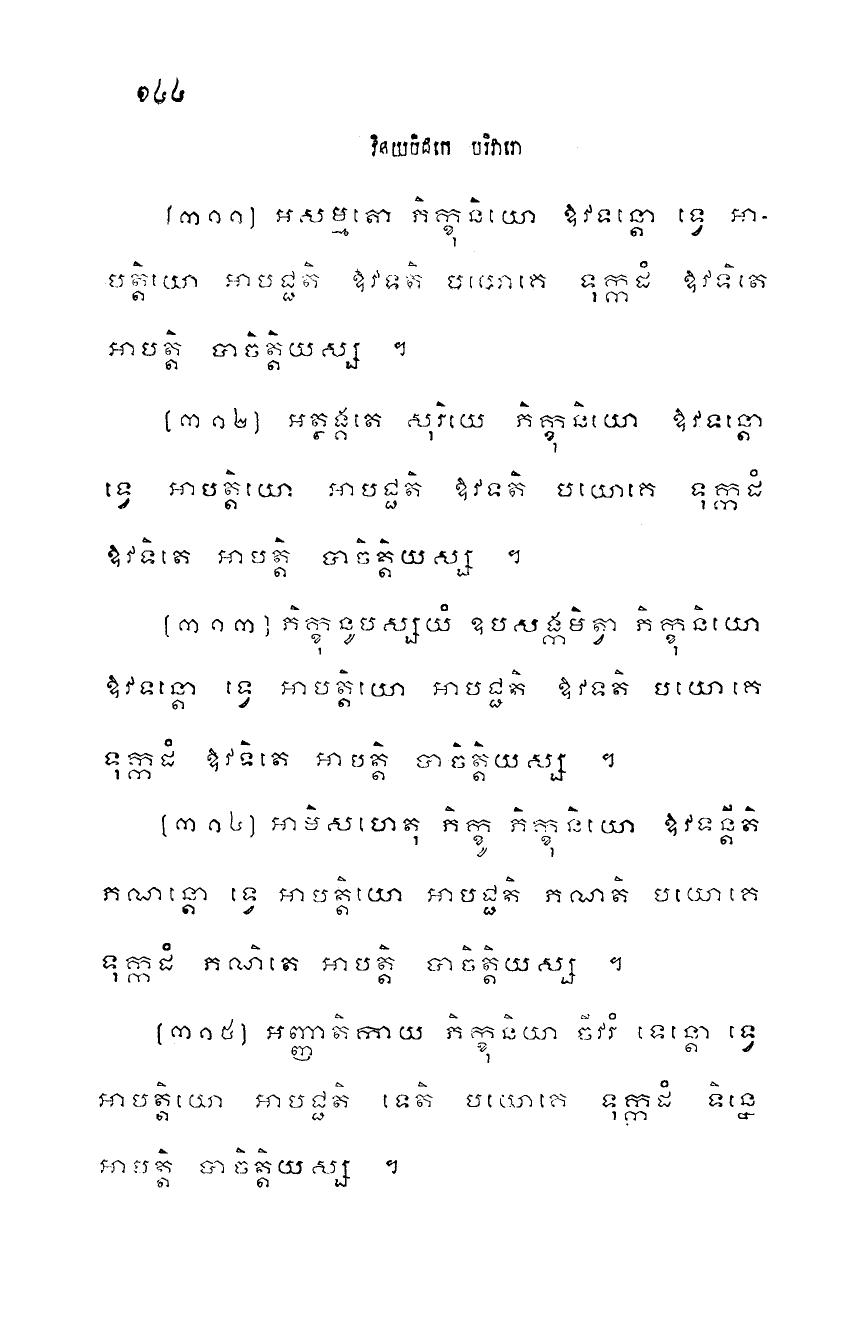 ១៤៤
វិនយបិដកេ បរិវារោ
[៣១១] អសម្មតោ ភិក្ខុនិយោ ឱវទន្តោ ទ្វេ អា-
បត្តិយោ អាបជ្ជតិ ឱវទតិ បយោគេ ទុក្កដំ ឱវទិតេ
អាបត្តិ បាចិត្តិយស្ស ។
[៣១២] អត្ថង្គតេ សុរិយេ ភិក្ខុនិយោ ឱវទន្តោ
ទ្វេ អាបត្តិយោ អាបជ្ជតិ ឱវទតិ បយោគេ ទុក្កដំ
ឱវទិតេ អាបត្តិ បាចិត្តិយស្ស ។
[៣១៣] ភិក្ខុនូបស្សយំ ឧបសង្កមិត្វា ភិក្ខុនិយោ
ឱវទន្តោ ទ្វេ អាបត្តិយោ អាបជ្ជតិ ឱវទតិ បយោគេ
ទុក្កដំ ឱវទិតេ អាបត្តិ បាចិត្តិយស្ស ។
[៣១៤] អាមិសហេតុ ភិក្ខូ ភិក្ខុនិយោ ឱវទន្តីតិ
ភណន្តោ ទ្វេ អាបត្តិយោ អាបជ្ជតិ ភណតិ បយោគេ
ទុក្កដំ ភណិតេ អាបត្តិ បាចិត្តិយស្ស ។
[៣១៥] អញ្ញាតិកាយ ភិក្ខុនិយា ចីវរំ ទេន្តោ ទ្វេ
អាបត្តិយោ អាបជ្ជតិ ទេតិ បយោគេ ទុក្កដំ ទិន្នេ
អាបត្តិ បាចិត្តិយស្ស ។